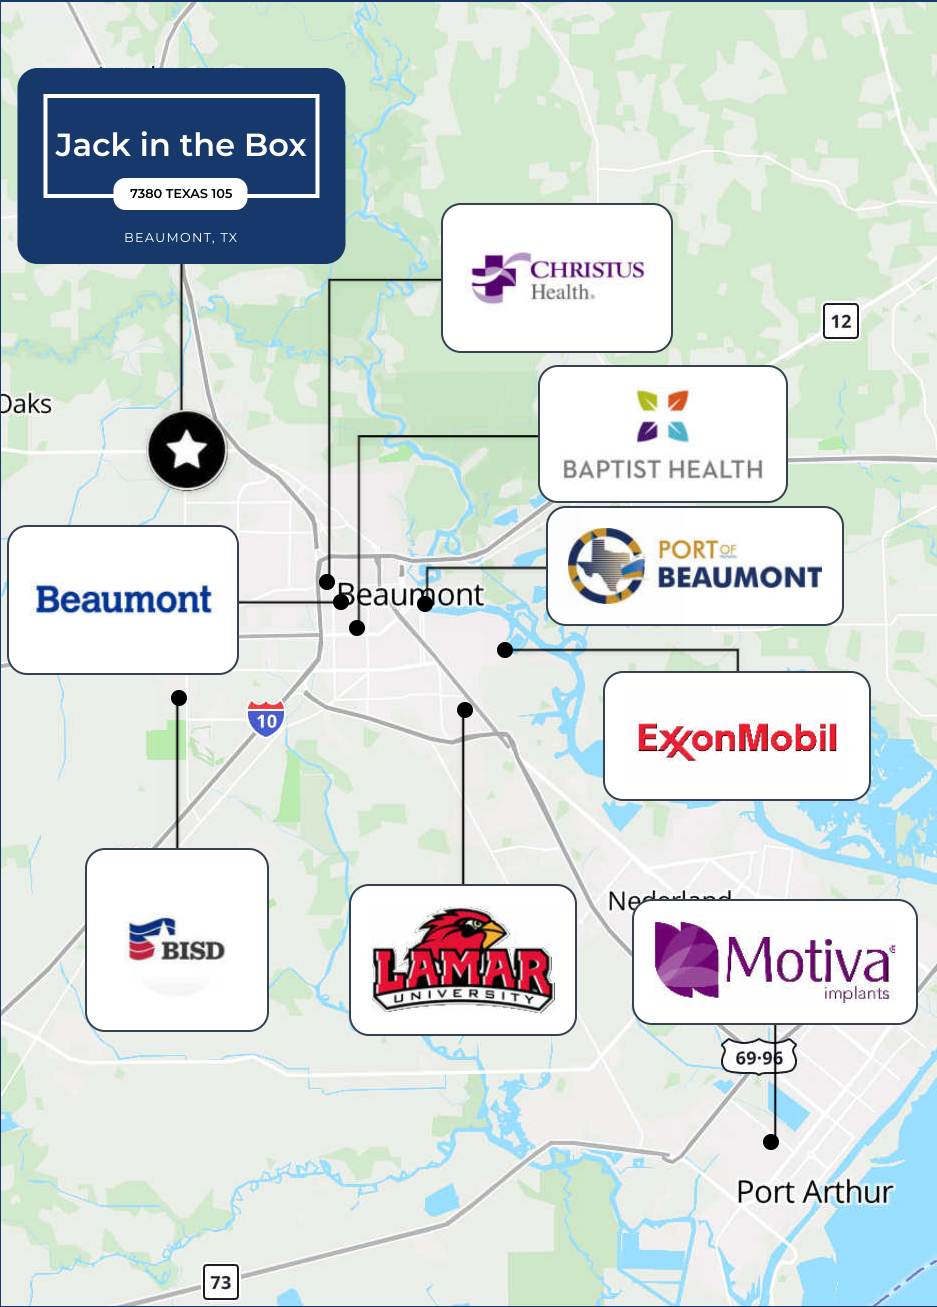 Jack in the Box
7380 TEXAS 105
BEAUMONT, TX
CHRISTUS
Health®
12
Oaks
BAPTIST HEALTH
PORT OF
BEAUMONT
Beaumont
Beaumont
ExxonMobil
10
BISD
LAMAR
UNIVERSITY
Nederland
Motiva®
implants
69·96
Port Arthur
73